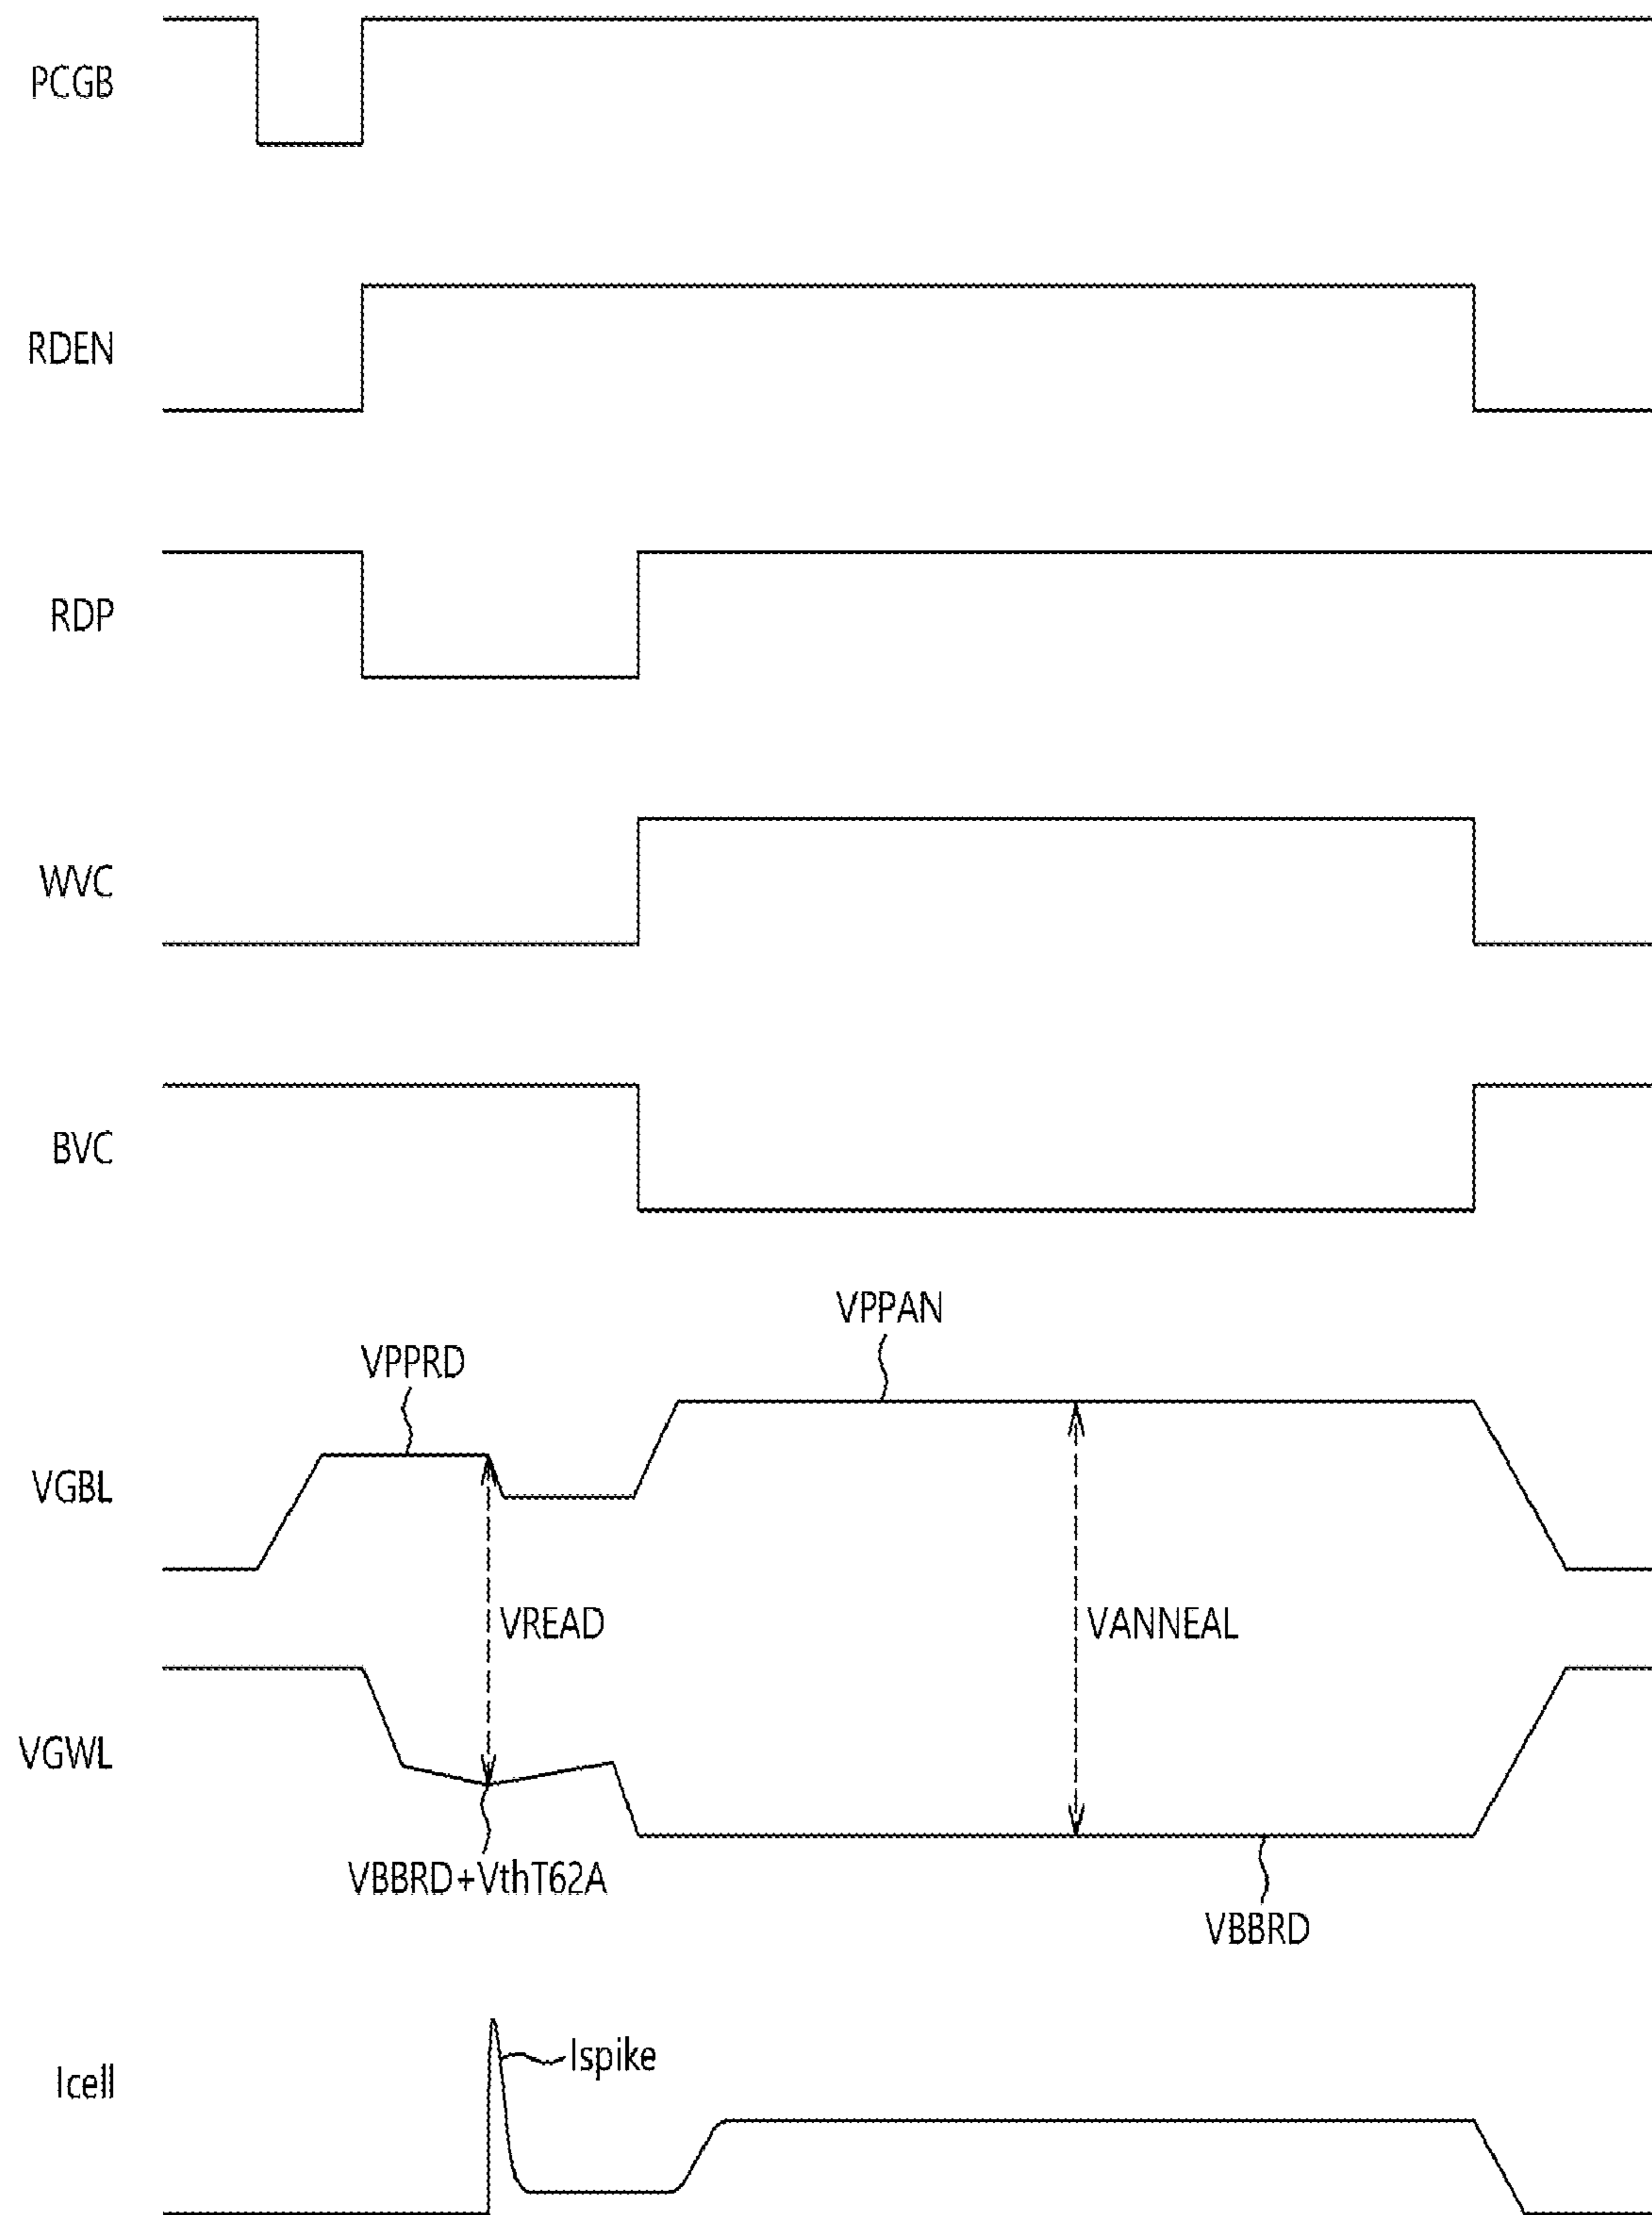 PCGB
RDEN
RDP
WVC
BVC
VPPAN
VPPRD
VGBL
VREAD
VANNEAL
VGWL
VBBRD+VthT62A
VBBRD
Ispike
Icell